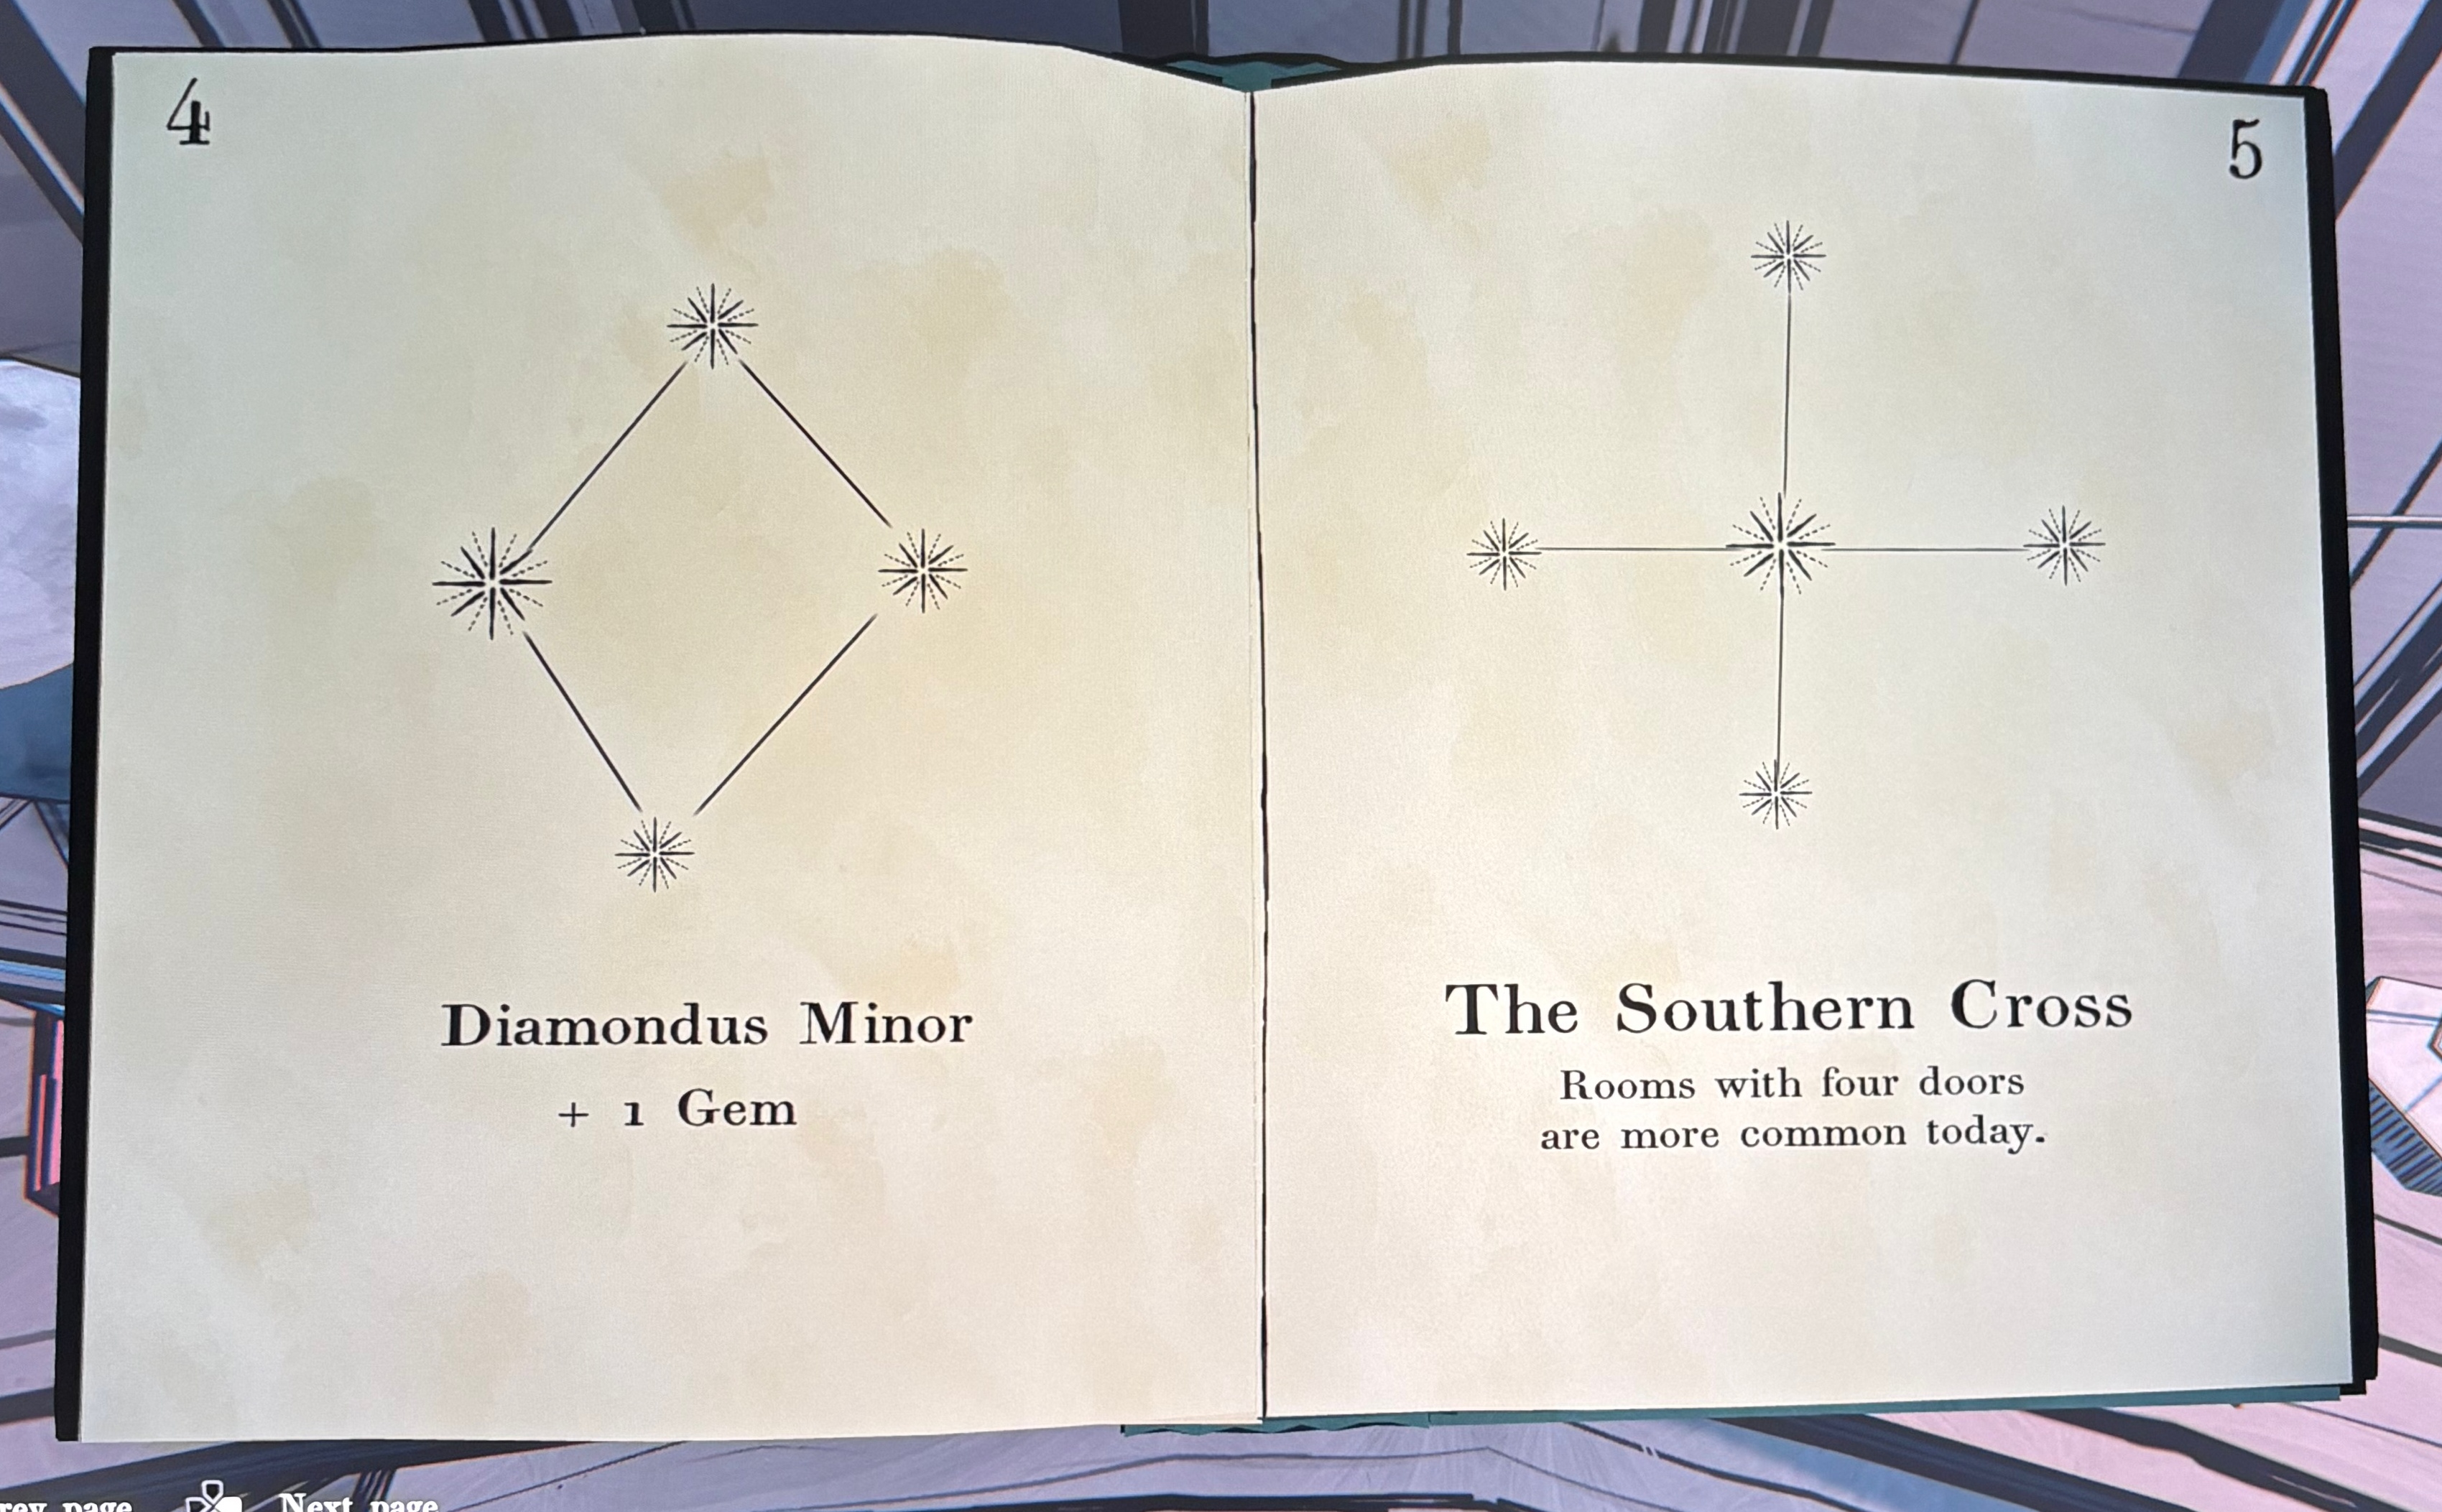 4
Diamondus Minor
+ 1 Gem
5
The Southern Cross
Rooms with four doors
are more common today.
page
Next page